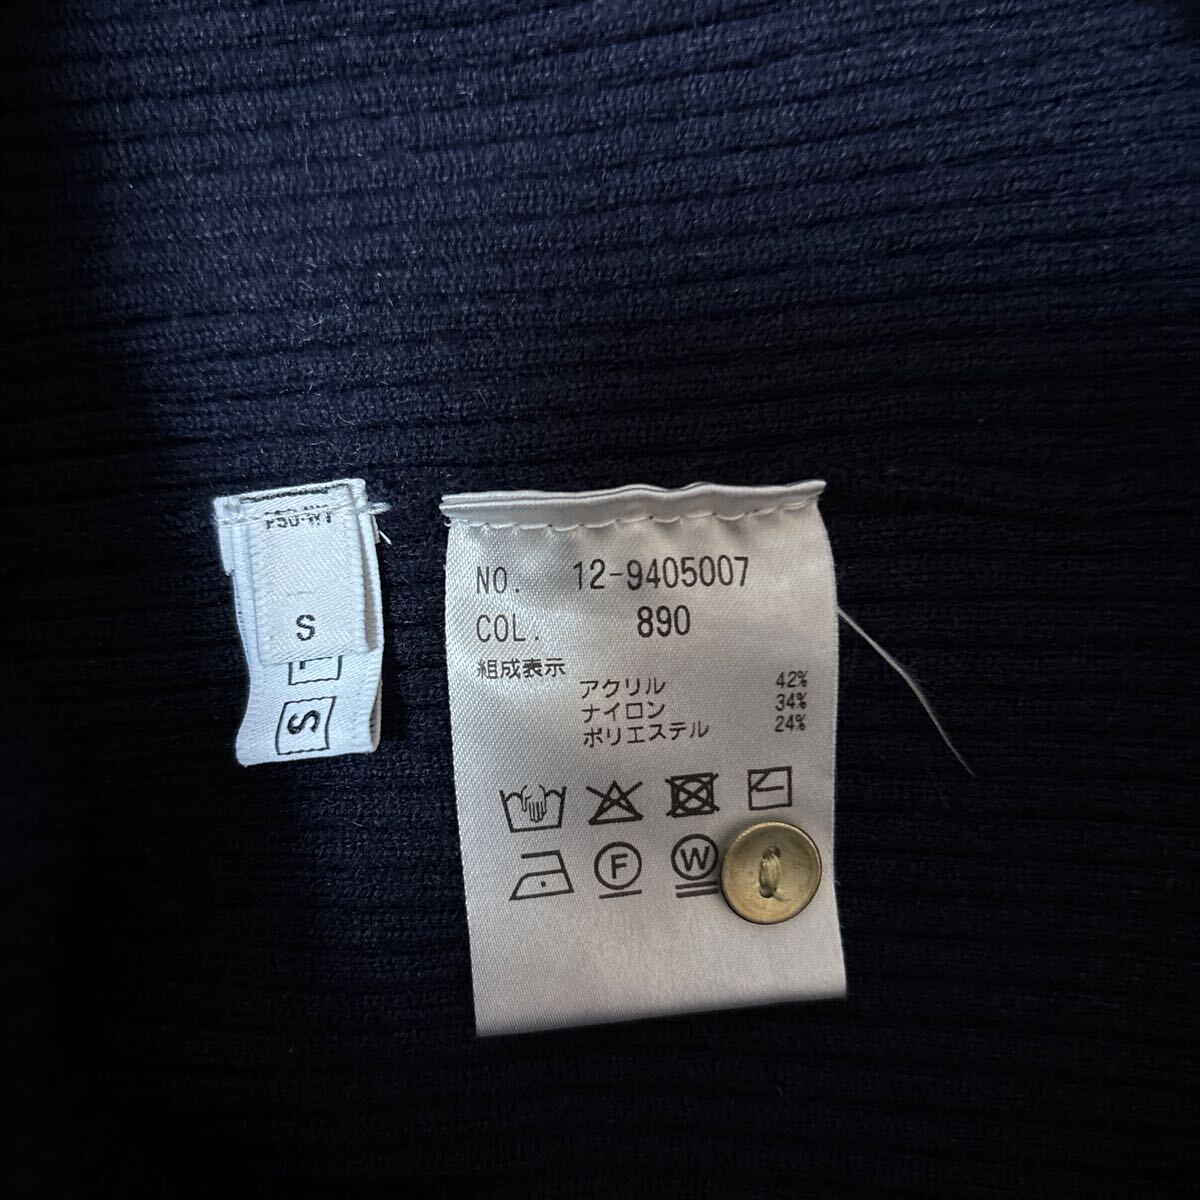 S
S
NO. 12-9405007
COL. 890
組成表示
アクリル 42%
ナイロン 34%
ポリエステル 24%
F
W